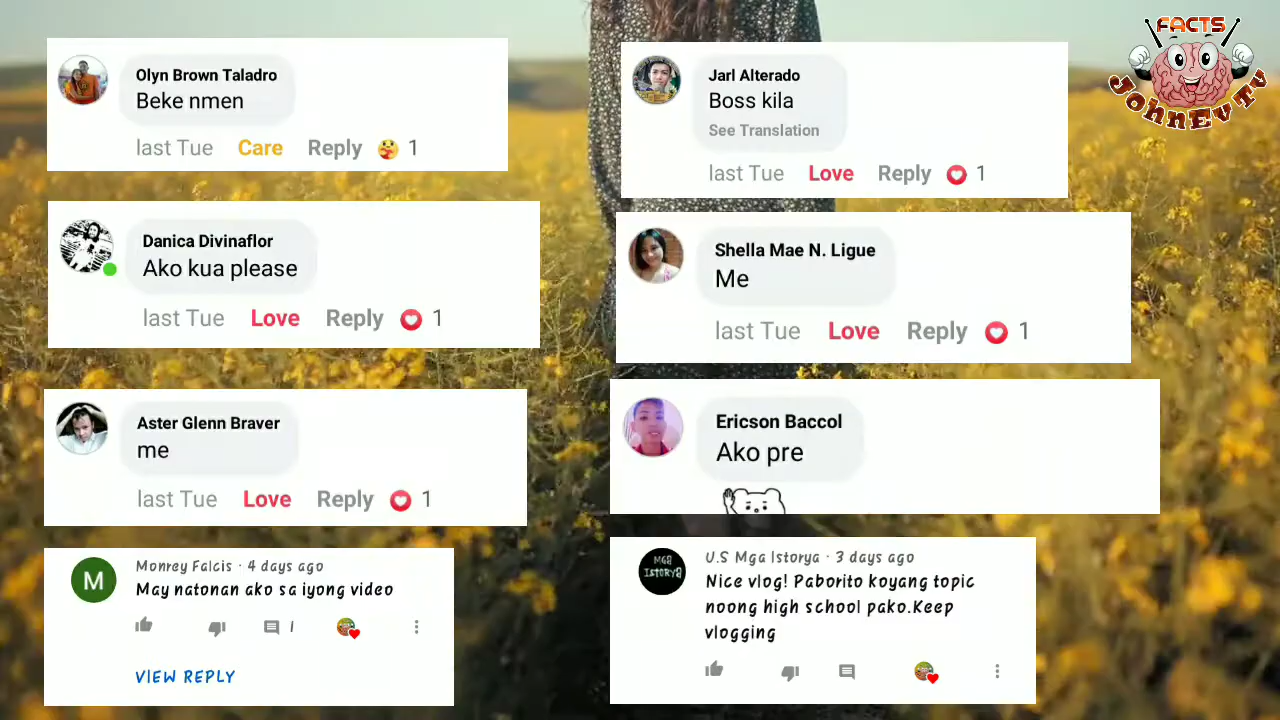 FACTS
JohnEv Tv
Olyn Brown Taladro
Beke nmen
last Tue Care Reply 1
Jarl Alterado
Boss kila
See Translation
last Tue Love Reply 1
Danica Divinaflor
Ako kua please
last Tue Love Reply 1
Shella Mae N. Ligue
Me
last Tue Love Reply 1
Aster Glenn Braver
me
last Tue Love Reply 1
Ericson Baccol
Ako pre
M
Monrey Falcis · 4 days ago
May natonan ako sa iyong video
1
VIEW REPLY
MGA
ISTORYA
U.S Mga Istorya · 3 days ago
Nice vlog! Paborito koyang topic
noong high school pako.Keep
vlogging